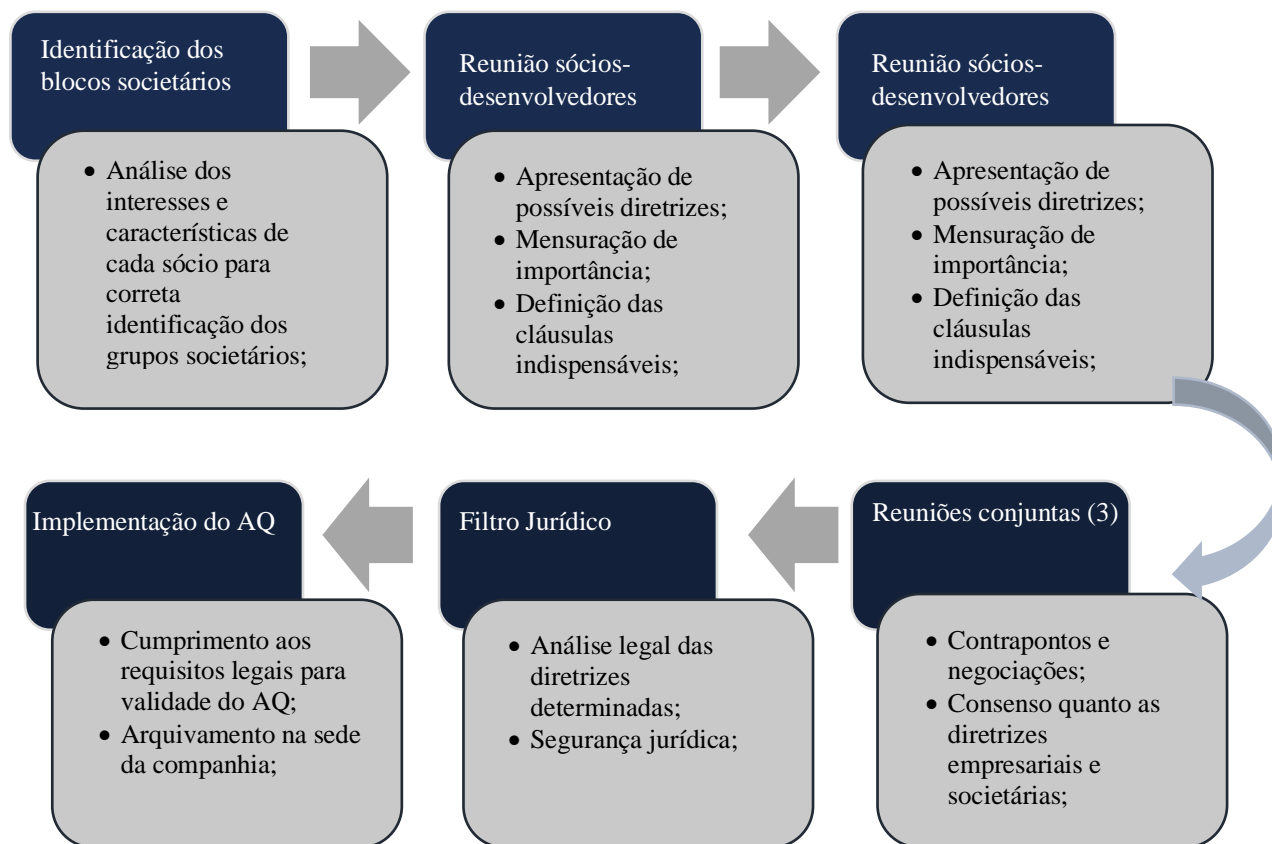 Identificação dos
blocos societários
• Análise dos
interesses e
características de
cada sócio para
correta
identificação dos
grupos societários;
Reunião sócios-
desenvolvedores
• Apresentação de
possíveis diretrizes;
• Mensuração de
importância;
• Definição das
cláusulas
indispensáveis;
Reunião sócios-
desenvolvedores
• Apresentação de
possíveis diretrizes;
• Mensuração de
importância;
• Definição das
cláusulas
indispensáveis;
Reuniões conjuntas (3)
• Contrapontos e
negociações;
• Consenso quanto as
diretrizes
empresariais e
societárias;
Filtro Jurídico
• Análise legal das
diretrizes
determinadas;
• Segurança jurídica;
Implementação do AQ
• Cumprimento aos
requisitos legais para
validade do AQ;
• Arquivamento na sede
da companhia;